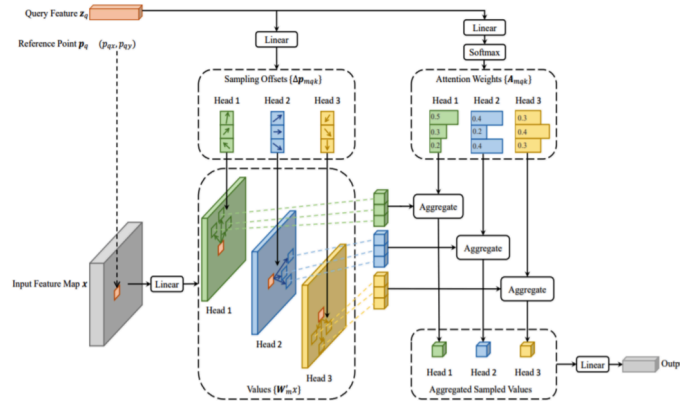 Query Feature z_q
Reference Point p_q (p_qx, p_qy)
Linear
Linear
Softmax
Sampling Offsets {Δp_mqk}
Head 1 Head 2 Head 3
Attention Weights {A_mqk}
Head 1 Head 2 Head 3
0.5 0.4 0.3
0.3 0.2 0.4
0.2 0.4 0.3
Aggregate
Aggregate
Aggregate
Input Feature Map x
Linear
Head 1
Head 2
Head 3
Values {W'_m x}
Head 1 Head 2 Head 3
Aggregated Sampled Values
Linear
Outp